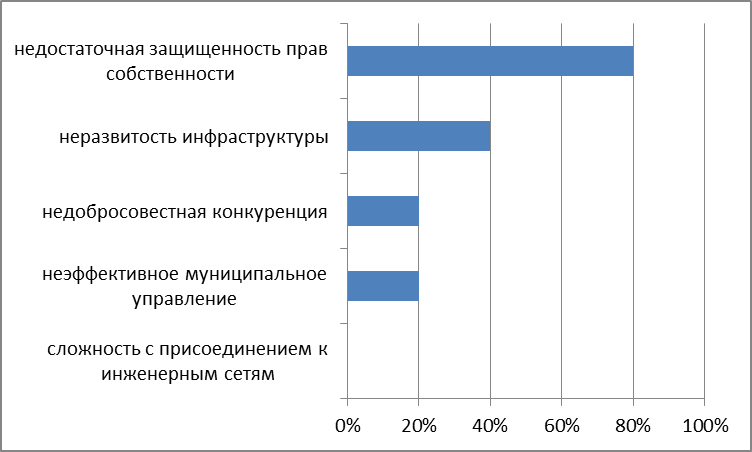 недостаточная защищенность прав
собственности
неразвитость инфраструктуры
недобросовестная конкуренция
неэффективное муниципальное
управление
сложность с присоединением к
инженерным сетям
0% 20% 40% 60% 80% 100%